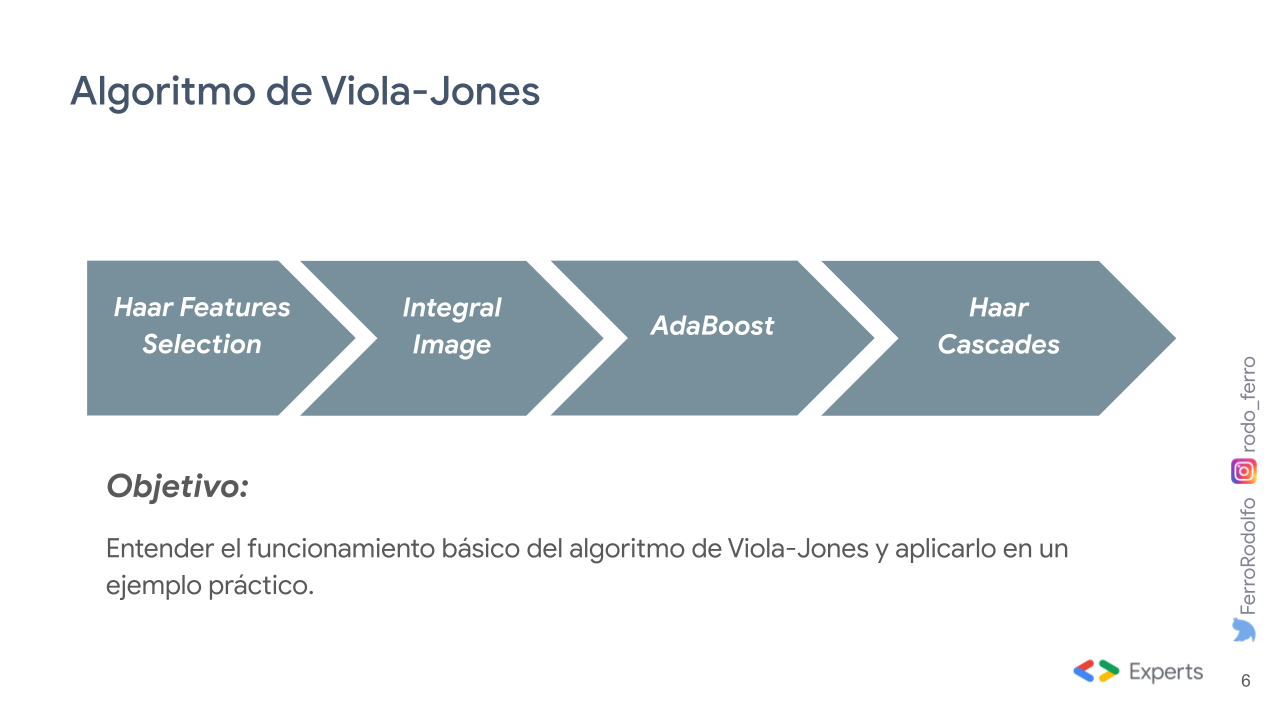 Algoritmo de Viola-Jones
Haar Features
Selection
Integral
Image
AdaBoost
Haar
Cascades
Objetivo:
Entender el funcionamiento básico del algoritmo de Viola-Jones y aplicarlo en un
ejemplo práctico.
FerroRodolfo
rodo_ferro
Experts
6